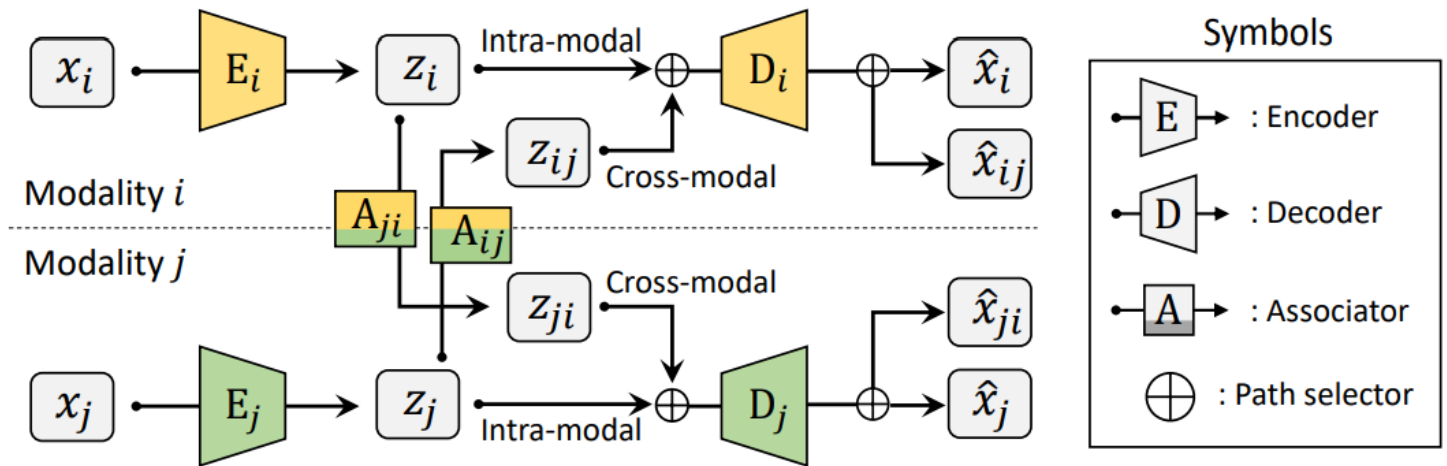 x_i
E_i
z_i
Intra-modal
D_i
x̂_i
z_ij
Cross-modal
x̂_ij
Modality i
A_ji
A_ij
Modality j
z_ji
Cross-modal
x̂_ji
x_j
E_j
z_j
Intra-modal
D_j
x̂_j
Symbols
E : Encoder
D : Decoder
A : Associator
: Path selector